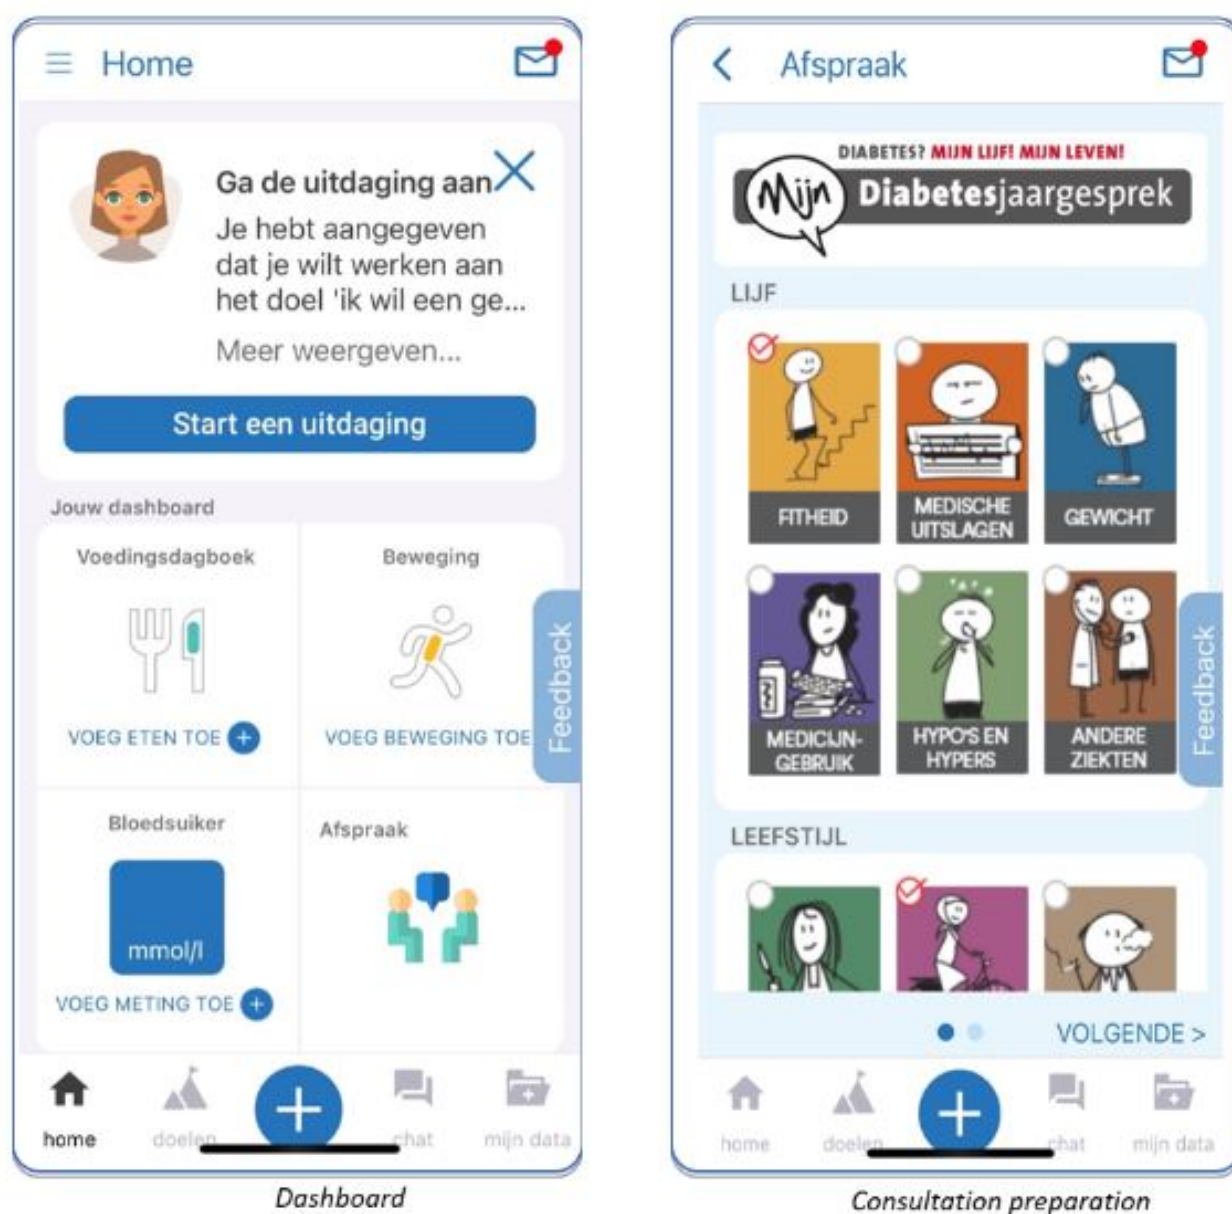 Home
Ga de uitdaging aan
Je hebt aangegeven
dat je wilt werken aan
het doel 'ik wil een ge...
Meer weergeven...
Start een uitdaging
Jouw dashboard
Voedingsdagboek
Beweging
VOEG ETEN TOE
VOEG BEWEGING TOE
Feedback
Bloedsuiker
Afspraak
mmol/l
VOEG METING TOE
home
doelen
chat
mijn data
Dashboard
Afspraak
DIABETES? MIJN LIJF! MIJN LEVEN!
Mijn Diabetesjaargesprek
LIJF
FITHEID
MEDISCHE
UITSLAGEN
GEWICHT
MEDICIJN-
GEBRUIK
HYPO'S EN
HYPERS
ANDERE
ZIEKTEN
Feedback
LEEFSTIJL
VOLGENDE >
home
doelen
chat
mijn data
Consultation preparation